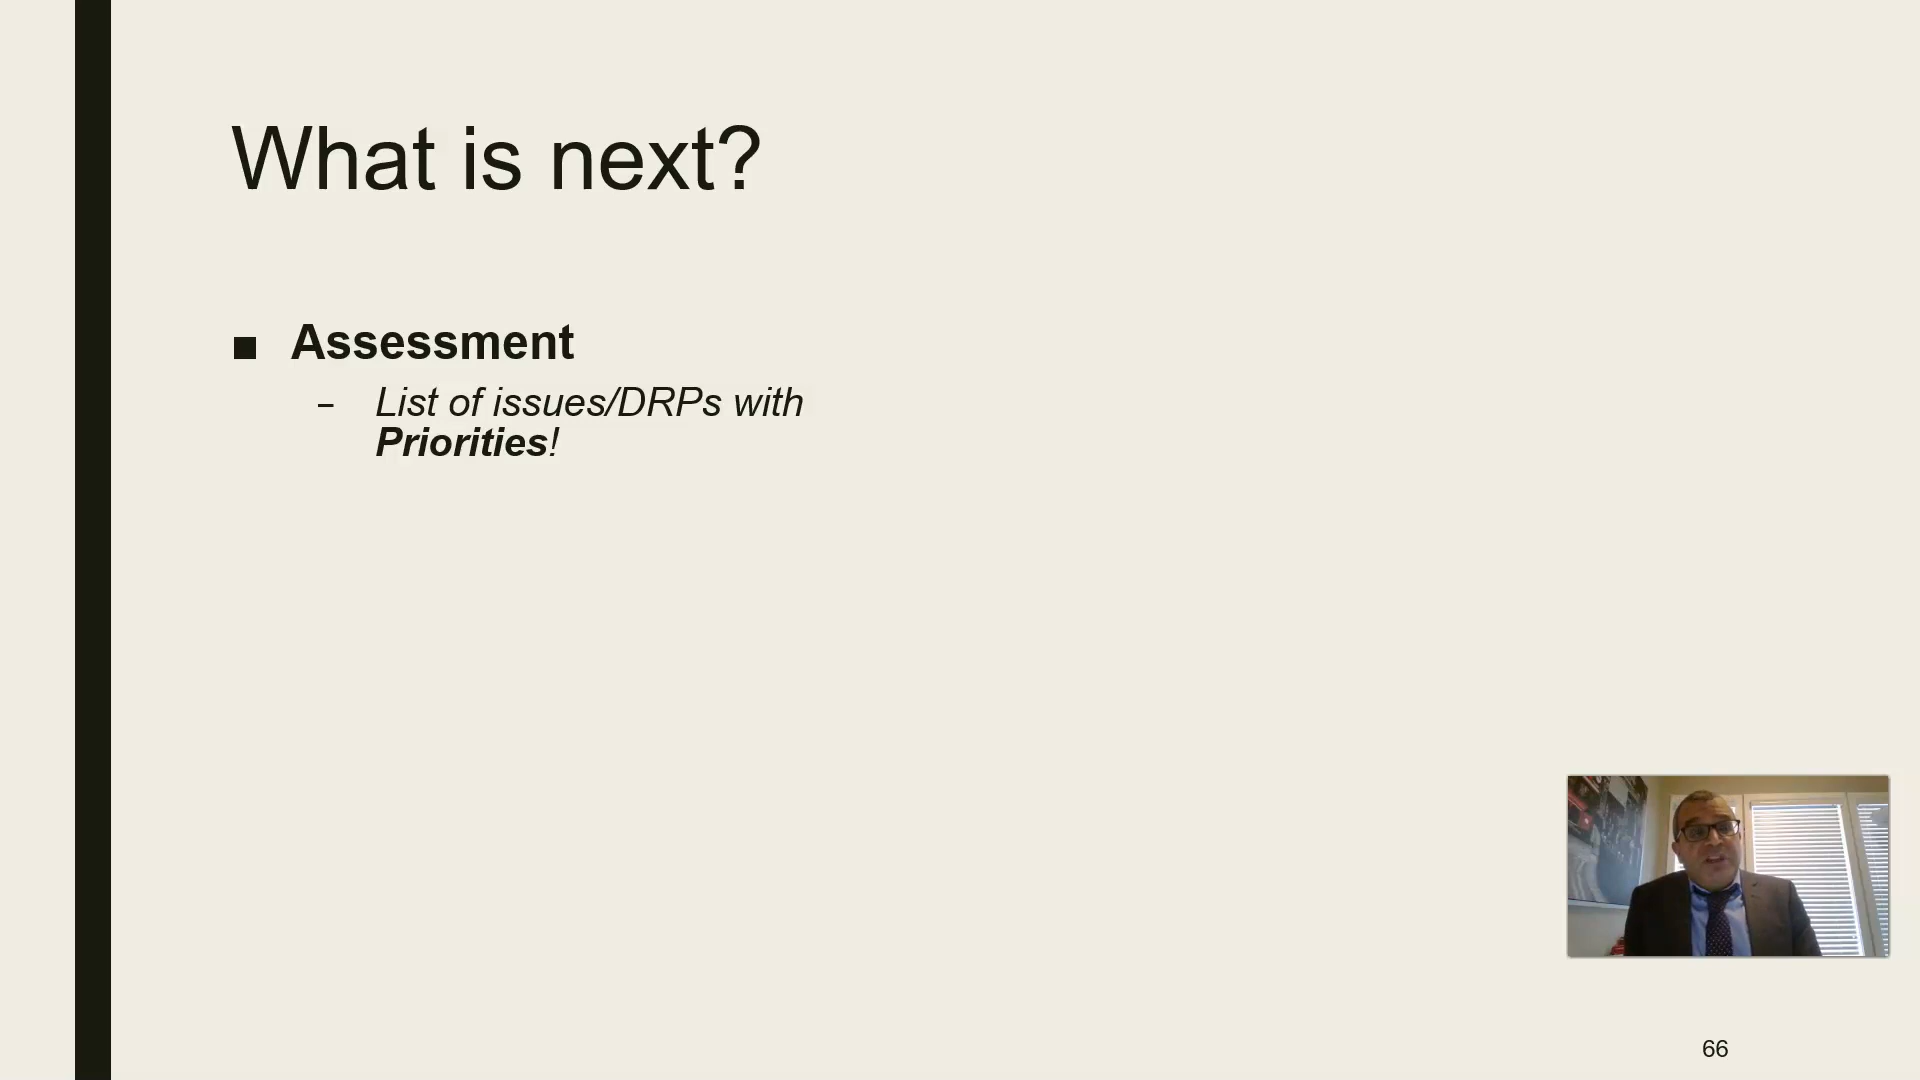 What is next?
■ Assessment
– List of issues/DRPs with
Priorities!
66